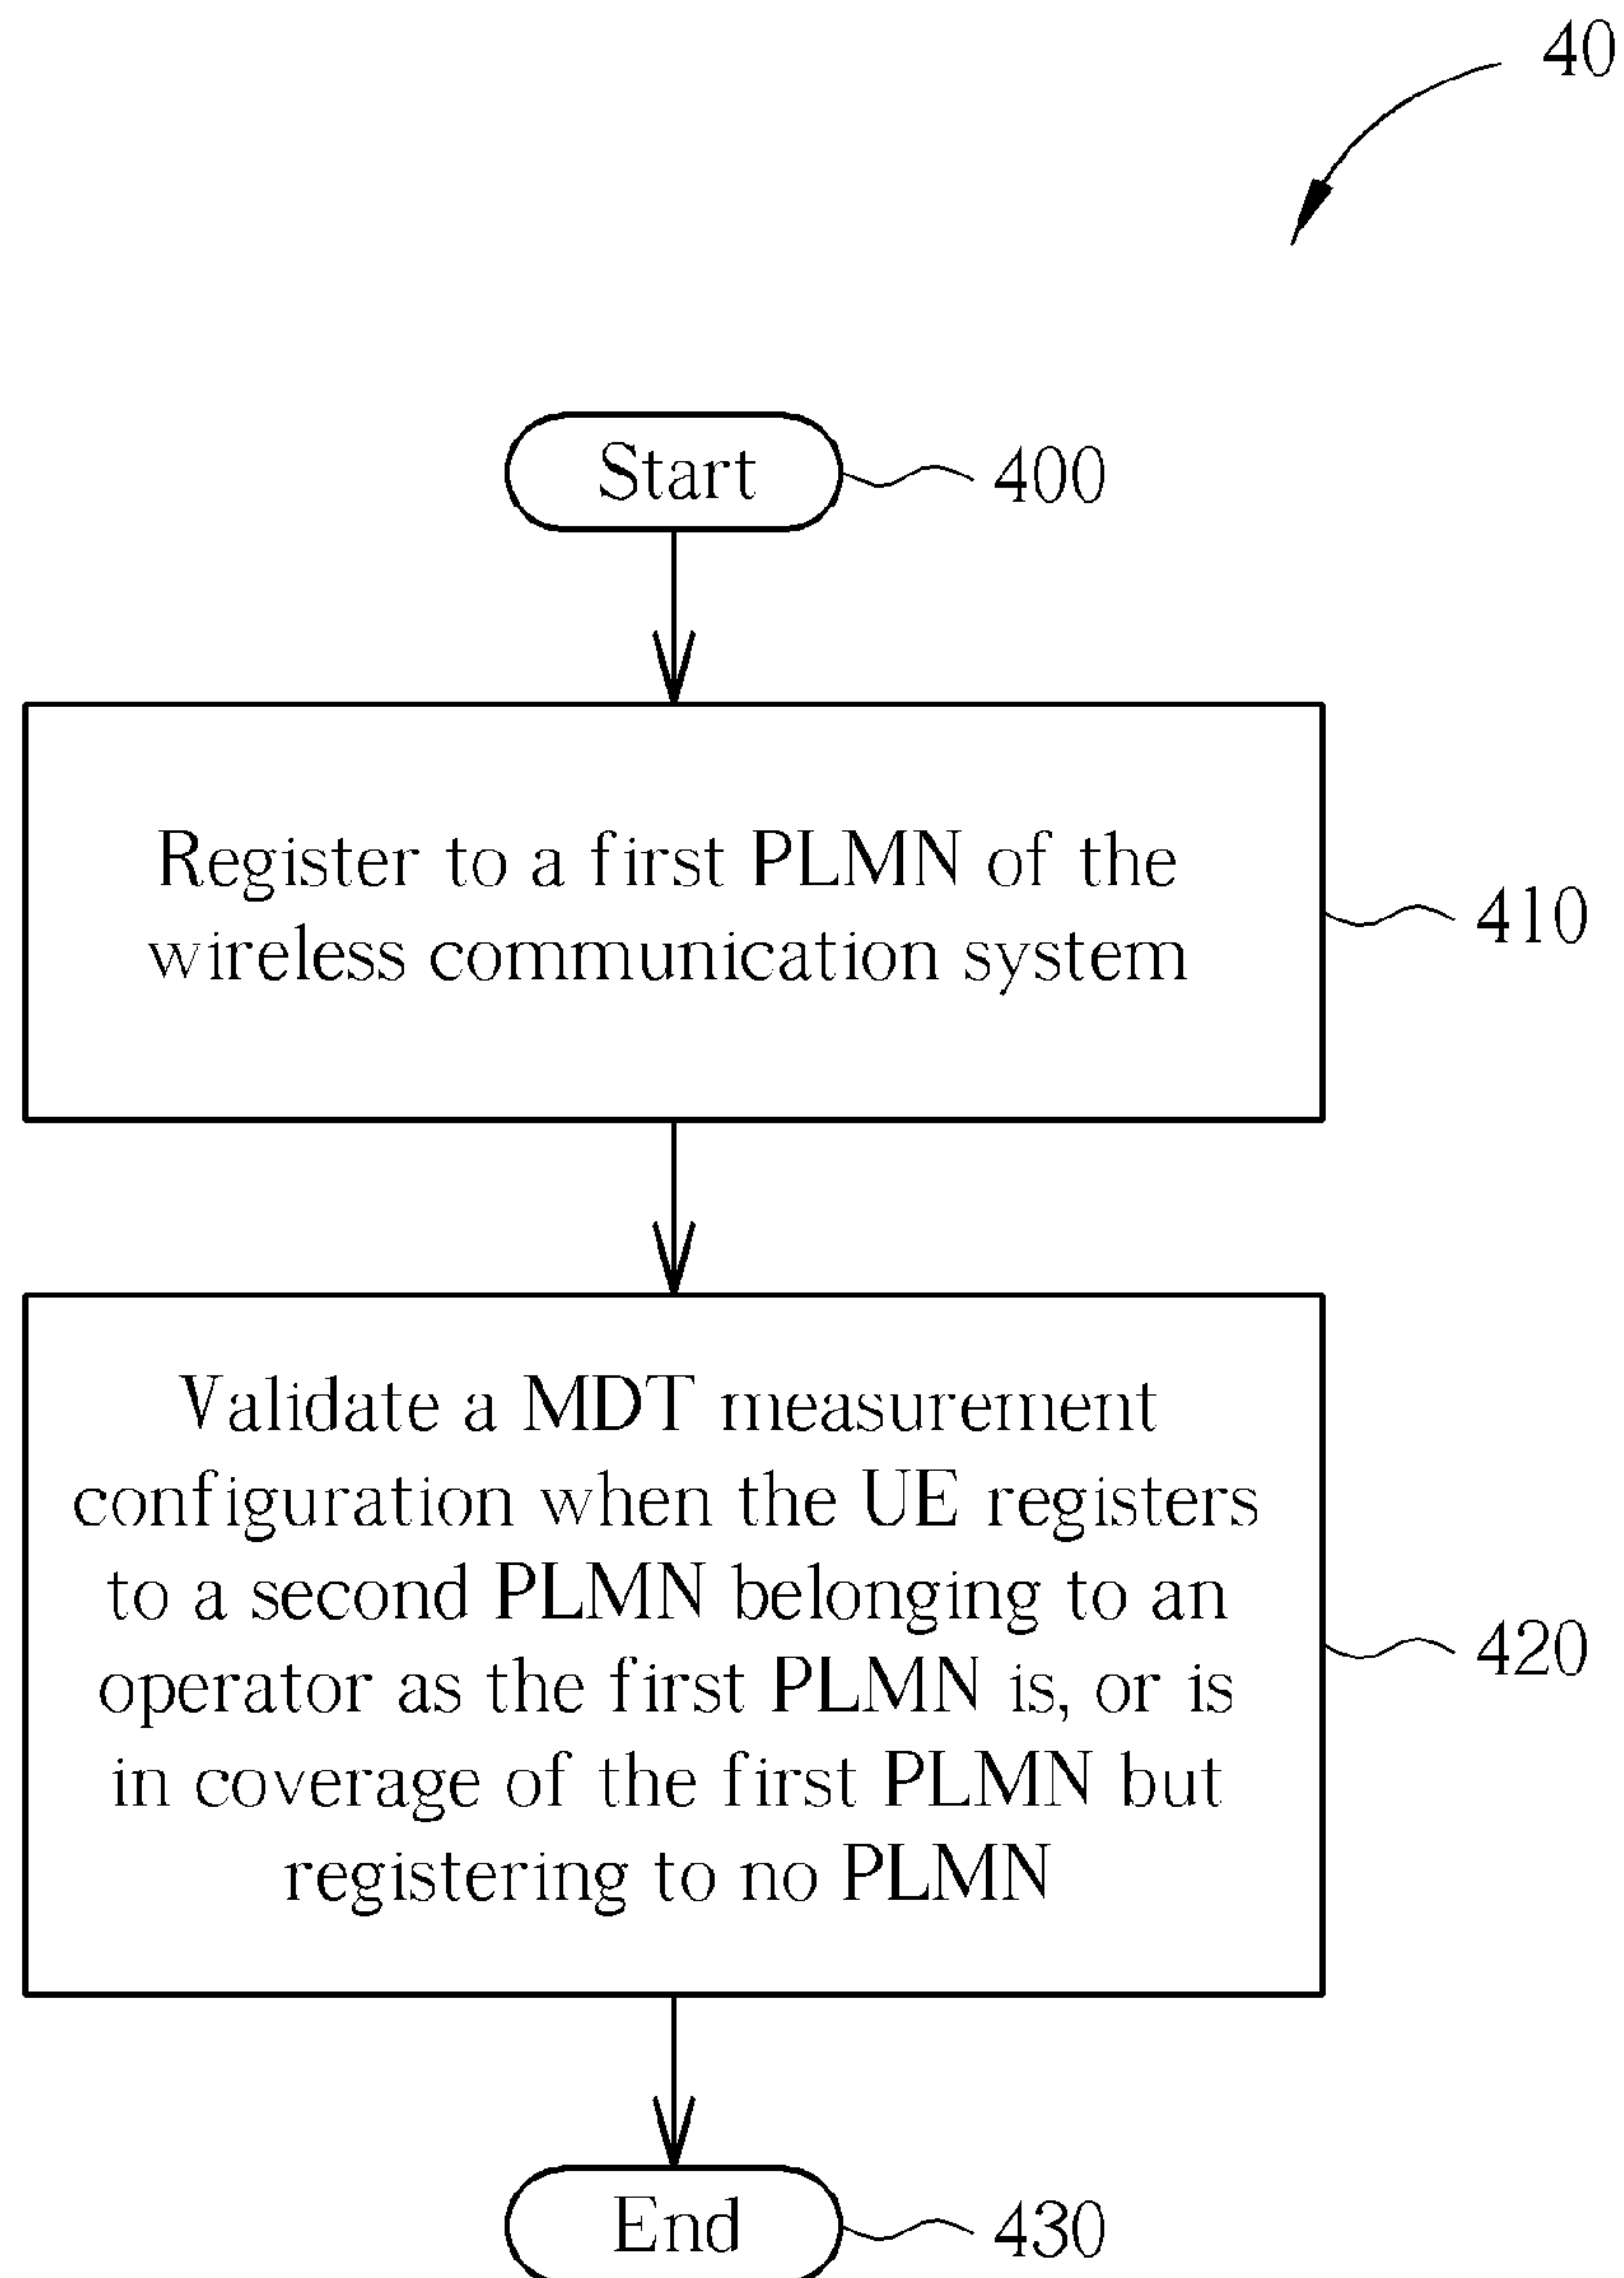 40
Start
400
Register to a first PLMN of the
wireless communication system
410
Validate a MDT measurement
configuration when the UE registers
to a second PLMN belonging to an
operator as the first PLMN is, or is
in coverage of the first PLMN but
registering to no PLMN
420
End
430